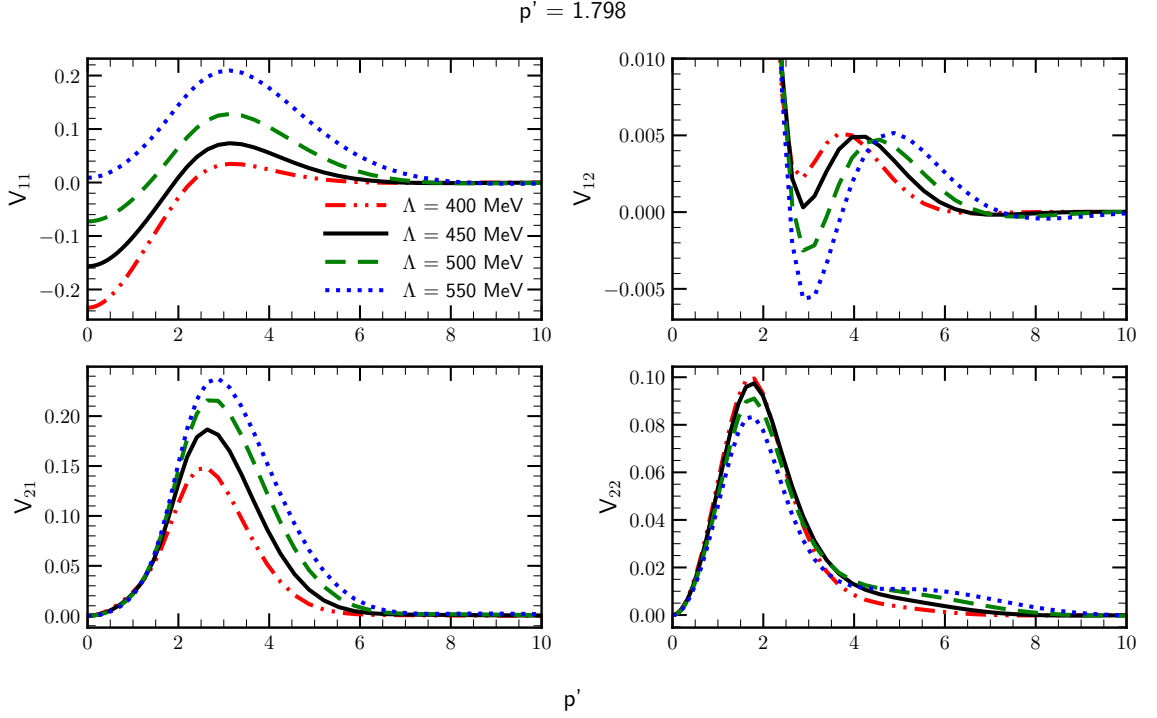 p' = 1.798
0.2
0.1
0.0
−0.1
−0.2
V11
0 2 4 6 8 10
Λ = 400 MeV
Λ = 450 MeV
Λ = 500 MeV
Λ = 550 MeV
0.010
0.005
0.000
−0.005
V12
0 2 4 6 8 10
0.20
0.15
0.10
0.05
0.00
V21
0 2 4 6 8 10
0.10
0.08
0.06
0.04
0.02
0.00
V22
0 2 4 6 8 10
p'